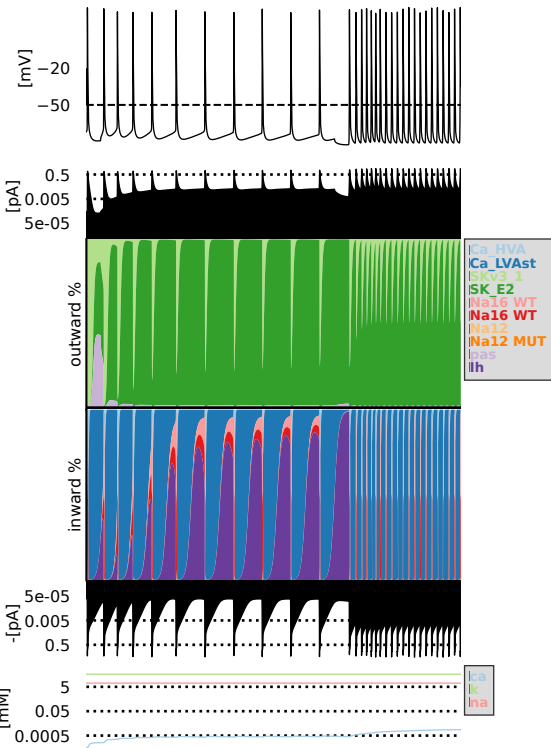 [mV]
−20
−50
[pA]
0.5
0.005
5e-05
outward %
Ca_HVA
Ca_LVAst
SKv3_1
SK_E2
Na16 WT
Na16 WT
Na12
Na12 MUT
pas
Ih
inward %
-[pA]
5e-05
0.005
0.5
[mM]
5
0.05
0.0005
ca
k
na